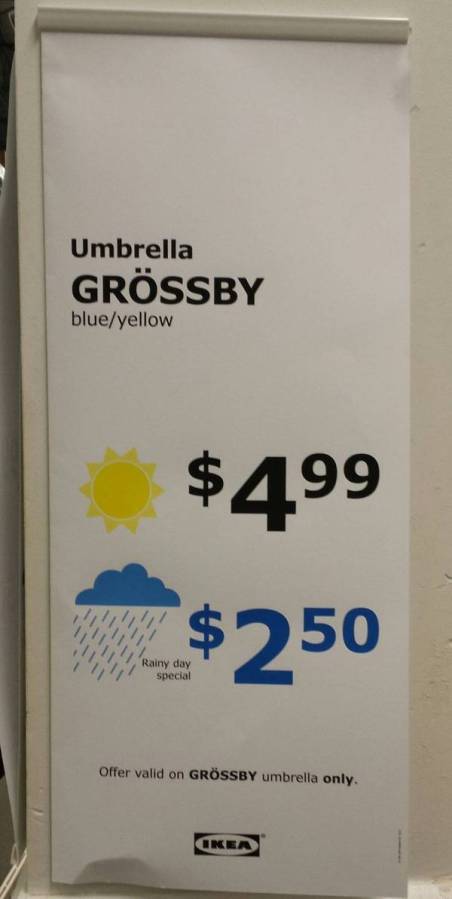 Umbrella
GRÖSSBY
blue/yellow
$4.99
Rainy day
special
$2.50
Offer valid on GRÖSSBY umbrella only.
IKEA®